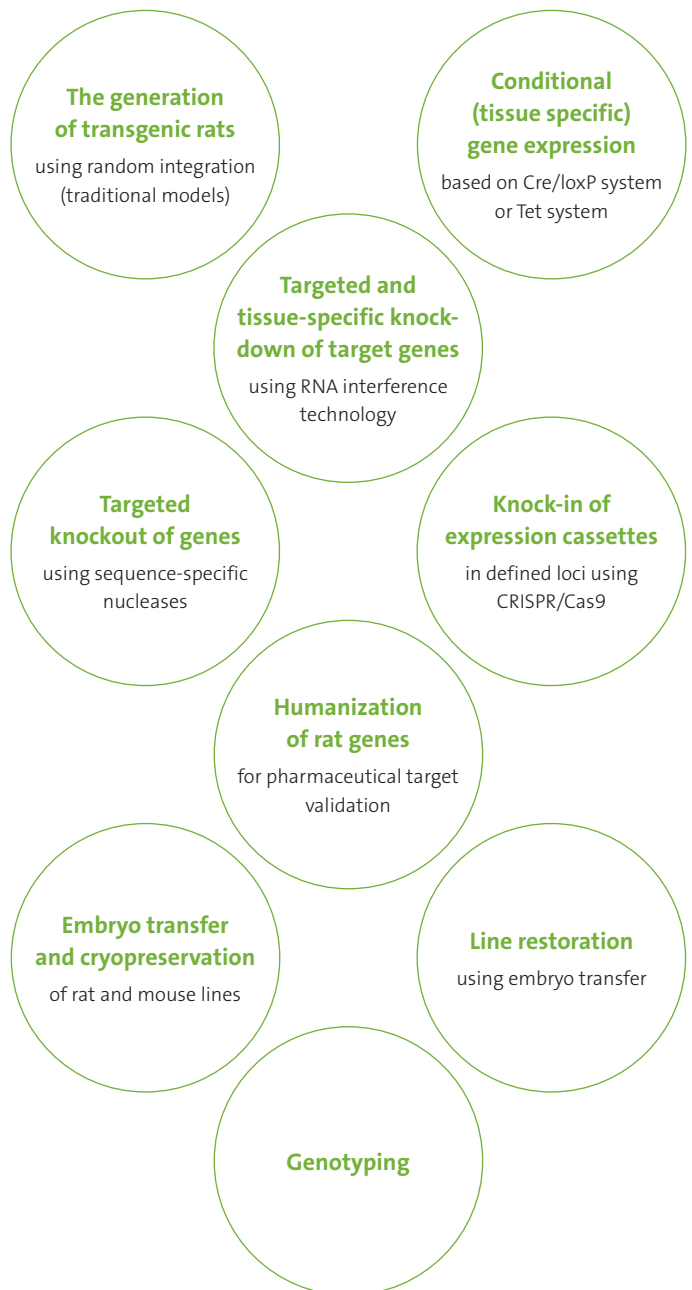 The generation
of transgenic rats
using random integration
(traditional models)
Conditional
(tissue specific)
gene expression
based on Cre/loxP system
or Tet system
Targeted and
tissue-specific knock-
down of target genes
using RNA interference
technology
Targeted
knockout of genes
using sequence-specific
nucleases
Knock-in of
expression cassettes
in defined loci using
CRISPR/Cas9
Humanization
of rat genes
for pharmaceutical target
validation
Embryo transfer
and cryopreservation
of rat and mouse lines
Line restoration
using embryo transfer
Genotyping